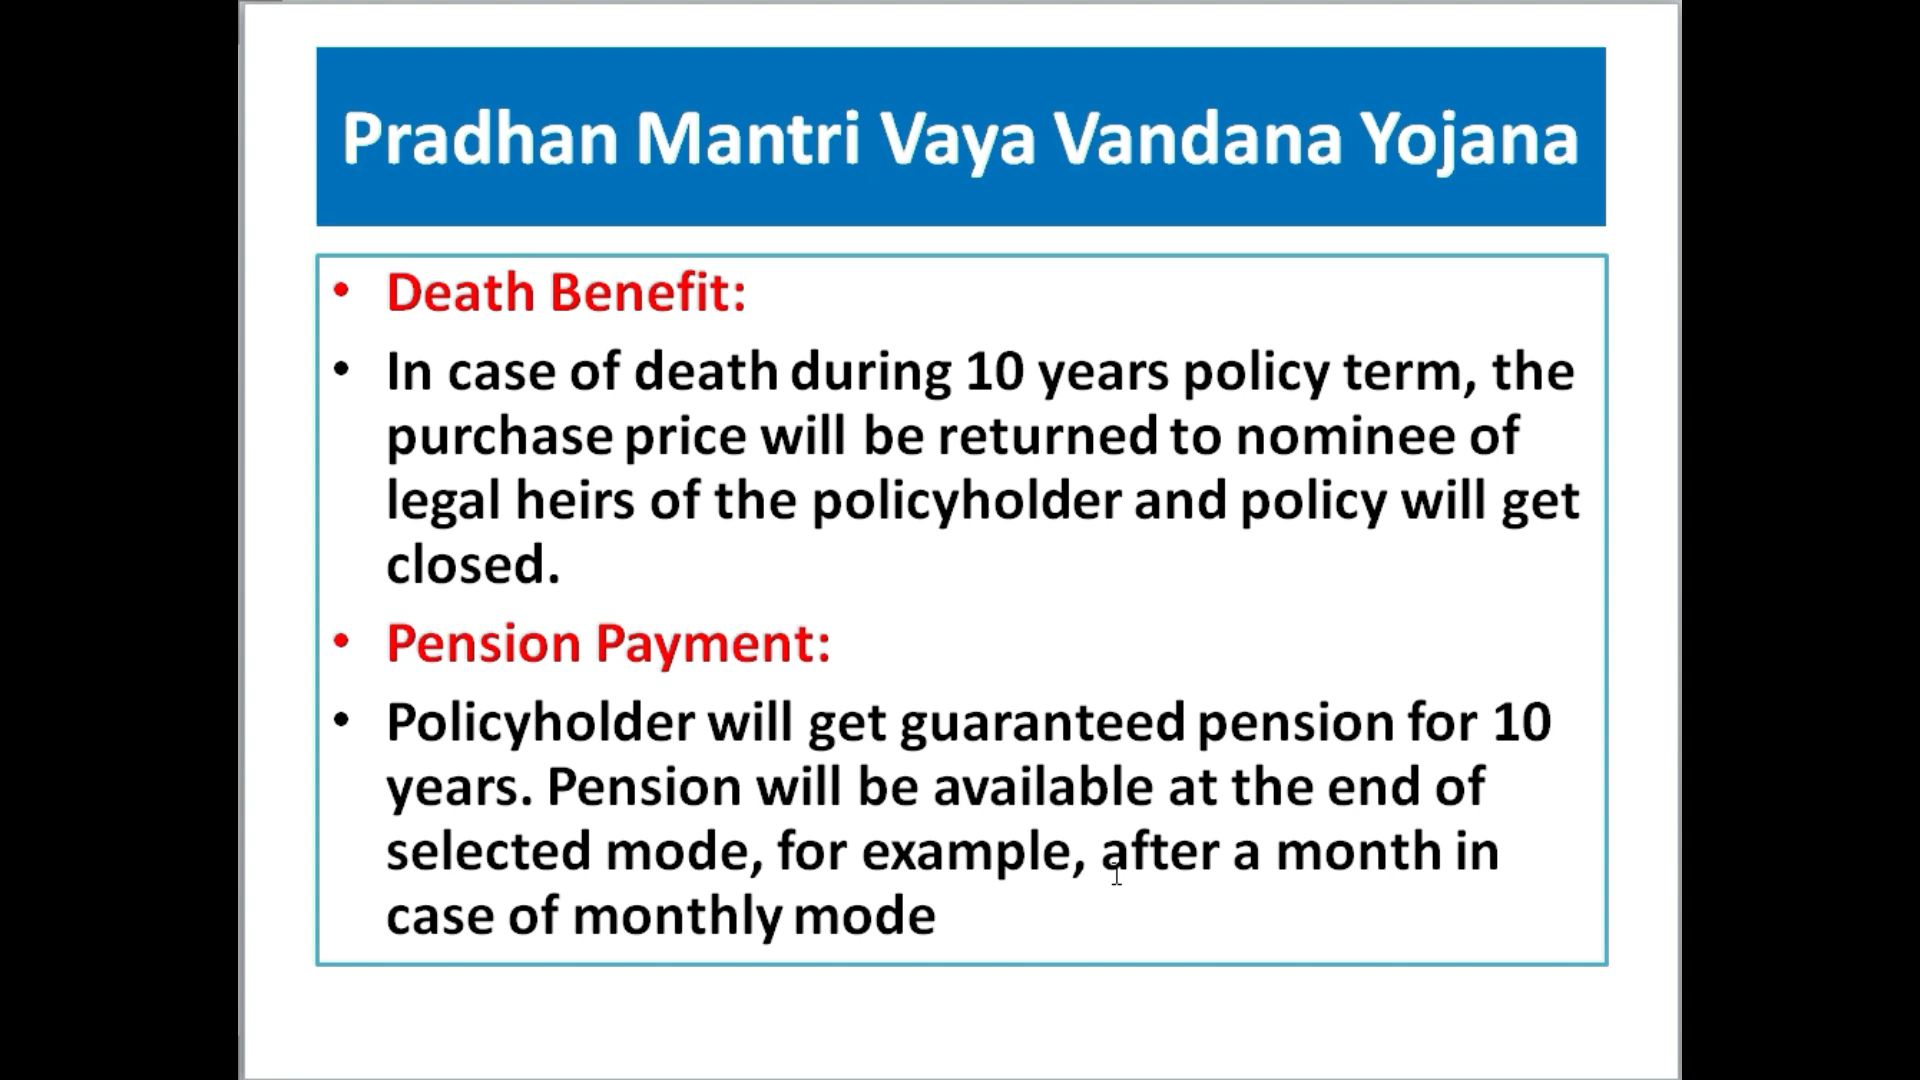 Pradhan Mantri Vaya Vandana Yojana
• Death Benefit:
• In case of death during 10 years policy term, the
purchase price will be returned to nominee of
legal heirs of the policyholder and policy will get
closed.
• Pension Payment:
• Policyholder will get guaranteed pension for 10
years. Pension will be available at the end of
selected mode, for example, after a month in
case of monthly mode